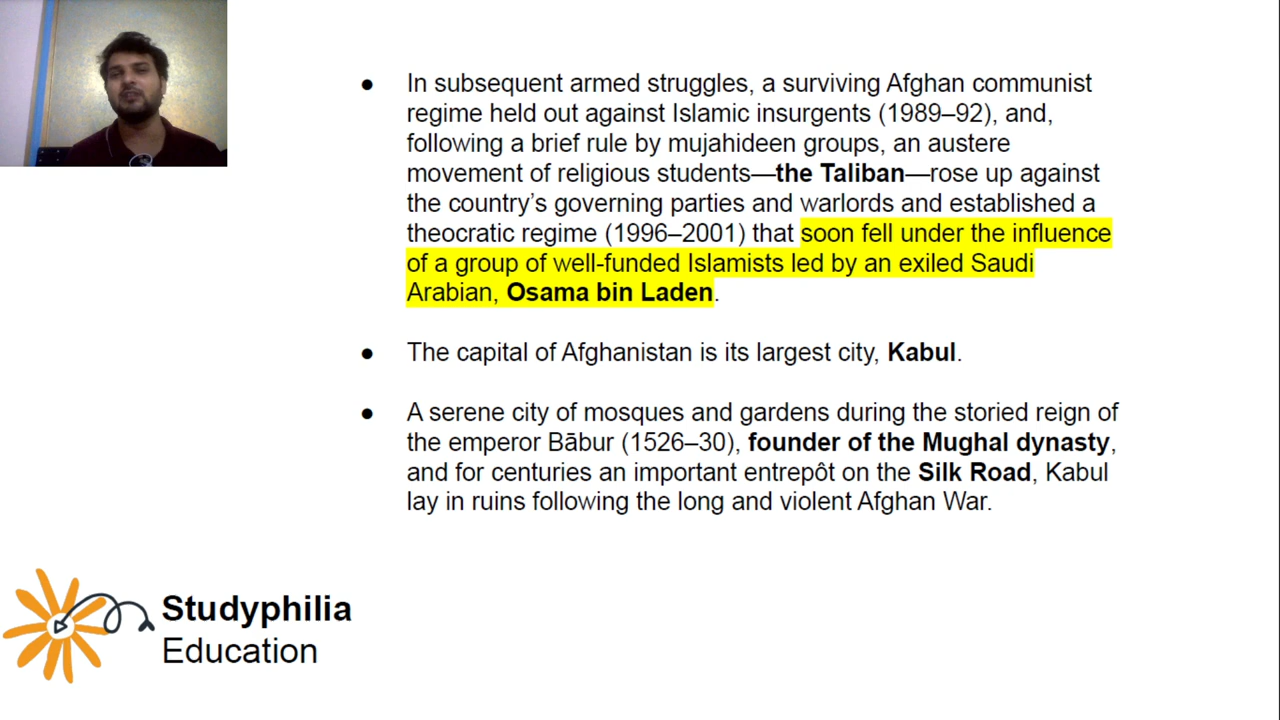 ● In subsequent armed struggles, a surviving Afghan communist
regime held out against Islamic insurgents (1989–92), and,
following a brief rule by mujahideen groups, an austere
movement of religious students—the Taliban—rose up against
the country’s governing parties and warlords and established a
theocratic regime (1996–2001) that soon fell under the influence
of a group of well-funded Islamists led by an exiled Saudi
Arabian, Osama bin Laden.
● The capital of Afghanistan is its largest city, Kabul.
● A serene city of mosques and gardens during the storied reign of
the emperor Bābur (1526–30), founder of the Mughal dynasty,
and for centuries an important entrepôt on the Silk Road, Kabul
lay in ruins following the long and violent Afghan War.
Studyphilia
Education